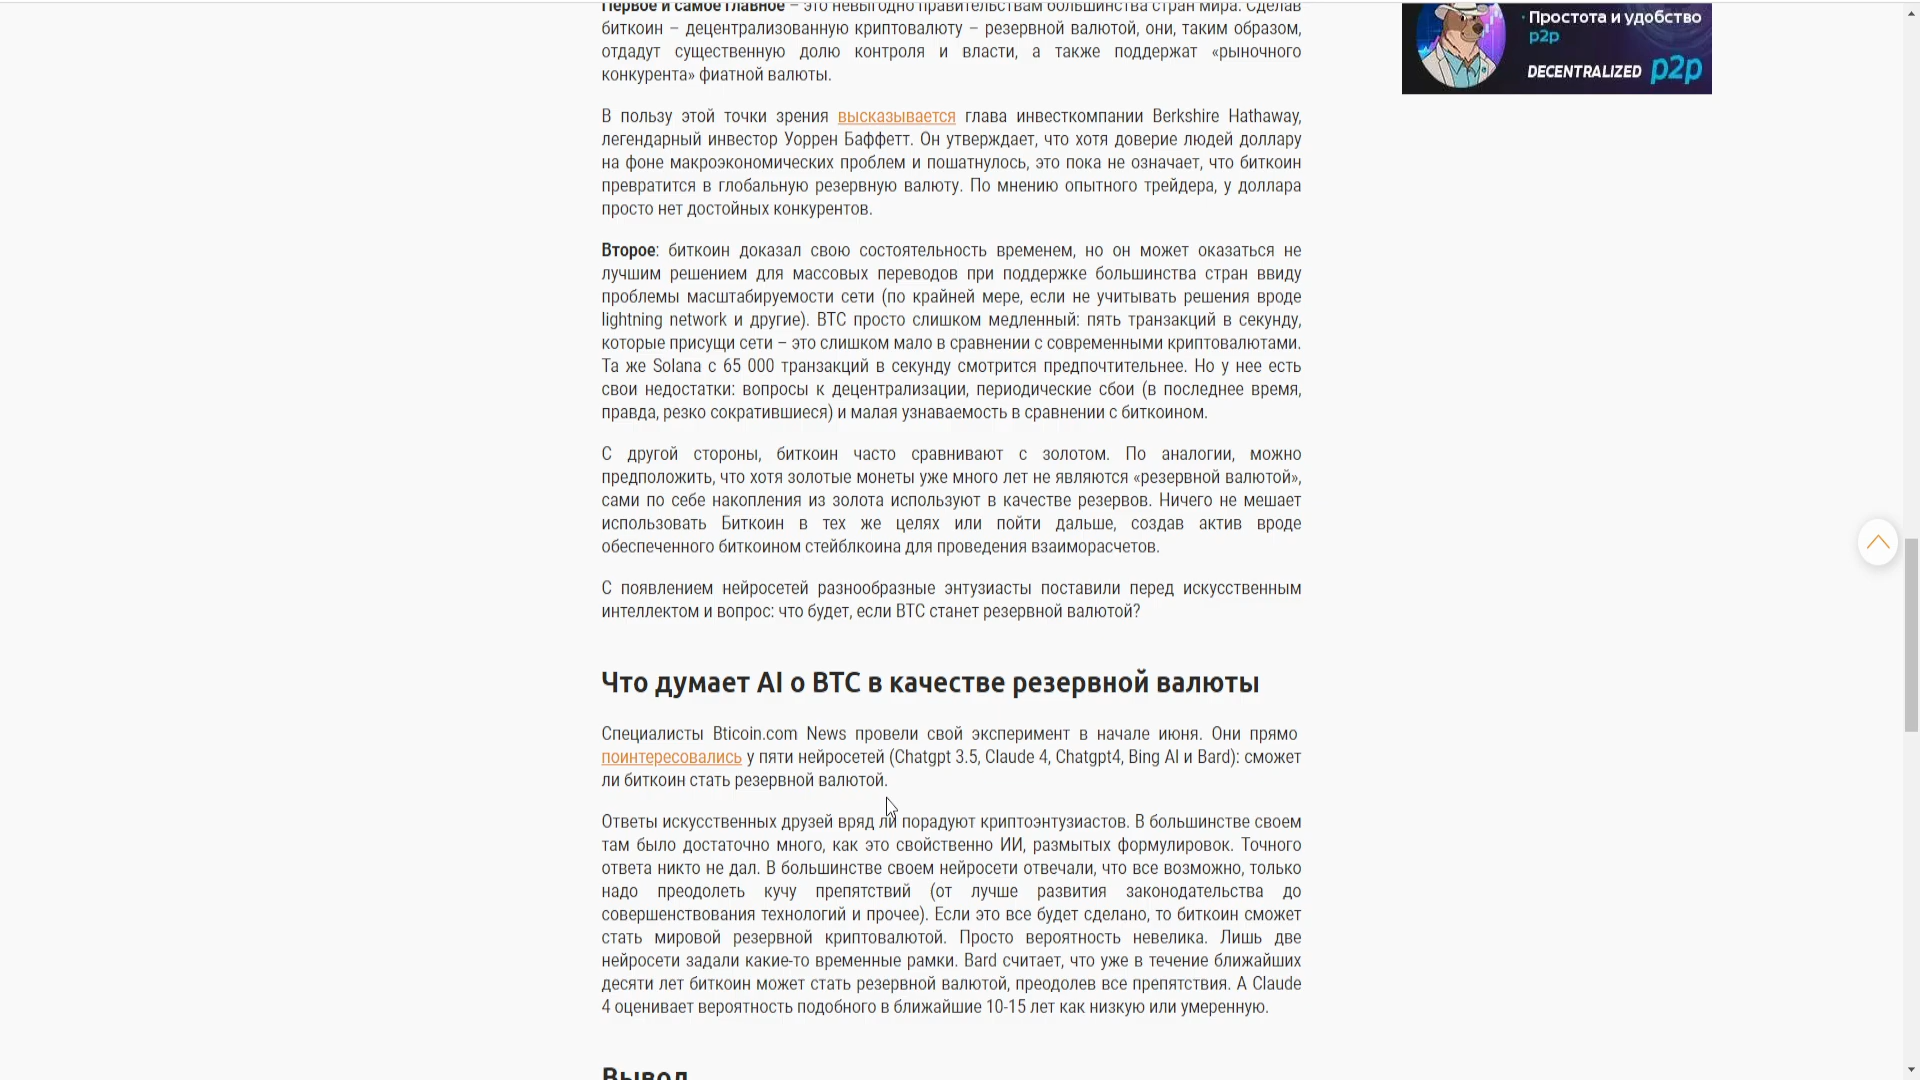 Первое и самое главное – это невыгодно правительствам большинства стран мира. Сделав
биткоин – децентрализованную криптовалюту – резервной валютой, они, таким образом,
отдадут существенную долю контроля и власти, а также поддержат «рыночного
конкурента» фиатной валюты.
В пользу этой точки зрения высказывается глава инвесткомпании Berkshire Hathaway,
легендарный инвестор Уоррен Баффетт. Он утверждает, что хотя доверие людей доллару
на фоне макроэкономических проблем и пошатнулось, это пока не означает, что биткоин
превратится в глобальную резервную валюту. По мнению опытного трейдера, у доллара
просто нет достойных конкурентов.
Второе: биткоин доказал свою состоятельность временем, но он может оказаться не
лучшим решением для массовых переводов при поддержке большинства стран ввиду
проблемы масштабируемости сети (по крайней мере, если не учитывать решения вроде
lightning network и другие). BTC просто слишком медленный: пять транзакций в секунду,
которые присущи сети – это слишком мало в сравнении с современными криптовалютами.
Та же Solana с 65 000 транзакций в секунду смотрится предпочтительнее. Но у нее есть
свои недостатки: вопросы к децентрализации, периодические сбои (в последнее время,
правда, резко сократившиеся) и малая узнаваемость в сравнении с биткоином.
С другой стороны, биткоин часто сравнивают с золотом. По аналогии, можно
предположить, что хотя золотые монеты уже много лет не являются «резервной валютой»,
сами по себе накопления из золота используют в качестве резервов. Ничего не мешает
использовать Биткоин в тех же целях или пойти дальше, создав актив вроде
обеспеченного биткоином стейблкоина для проведения взаиморасчетов.
С появлением нейросетей разнообразные энтузиасты поставили перед искусственным
интеллектом и вопрос: что будет, если BTC станет резервной валютой?
Что думает AI о BTC в качестве резервной валюты
Специалисты Bticoin.com News провели свой эксперимент в начале июня. Они прямо
поинтересовались у пяти нейросетей (Chatgpt 3.5, Claude 4, Chatgpt4, Bing AI и Bard): сможет
ли биткоин стать резервной валютой.
Ответы искусственных друзей вряд ли порадуют криптоэнтузиастов. В большинстве своем
там было достаточно много, как это свойственно ИИ, размытых формулировок. Точного
ответа никто не дал. В большинстве своем нейросети отвечали, что все возможно, только
надо преодолеть кучу препятствий (от лучше развития законодательства до
совершенствования технологий и прочее). Если это все будет сделано, то биткоин сможет
стать мировой резервной криптовалютой. Просто вероятность невелика. Лишь две
нейросети задали какие-то временные рамки. Bard считает, что уже в течение ближайших
десяти лет биткоин может стать резервной валютой, преодолев все препятствия. А Claude
4 оценивает вероятность подобного в ближайшие 10-15 лет как низкую или умеренную.
Вывод
· Простота и удобство
p2p
DECENTRALIZED p2p